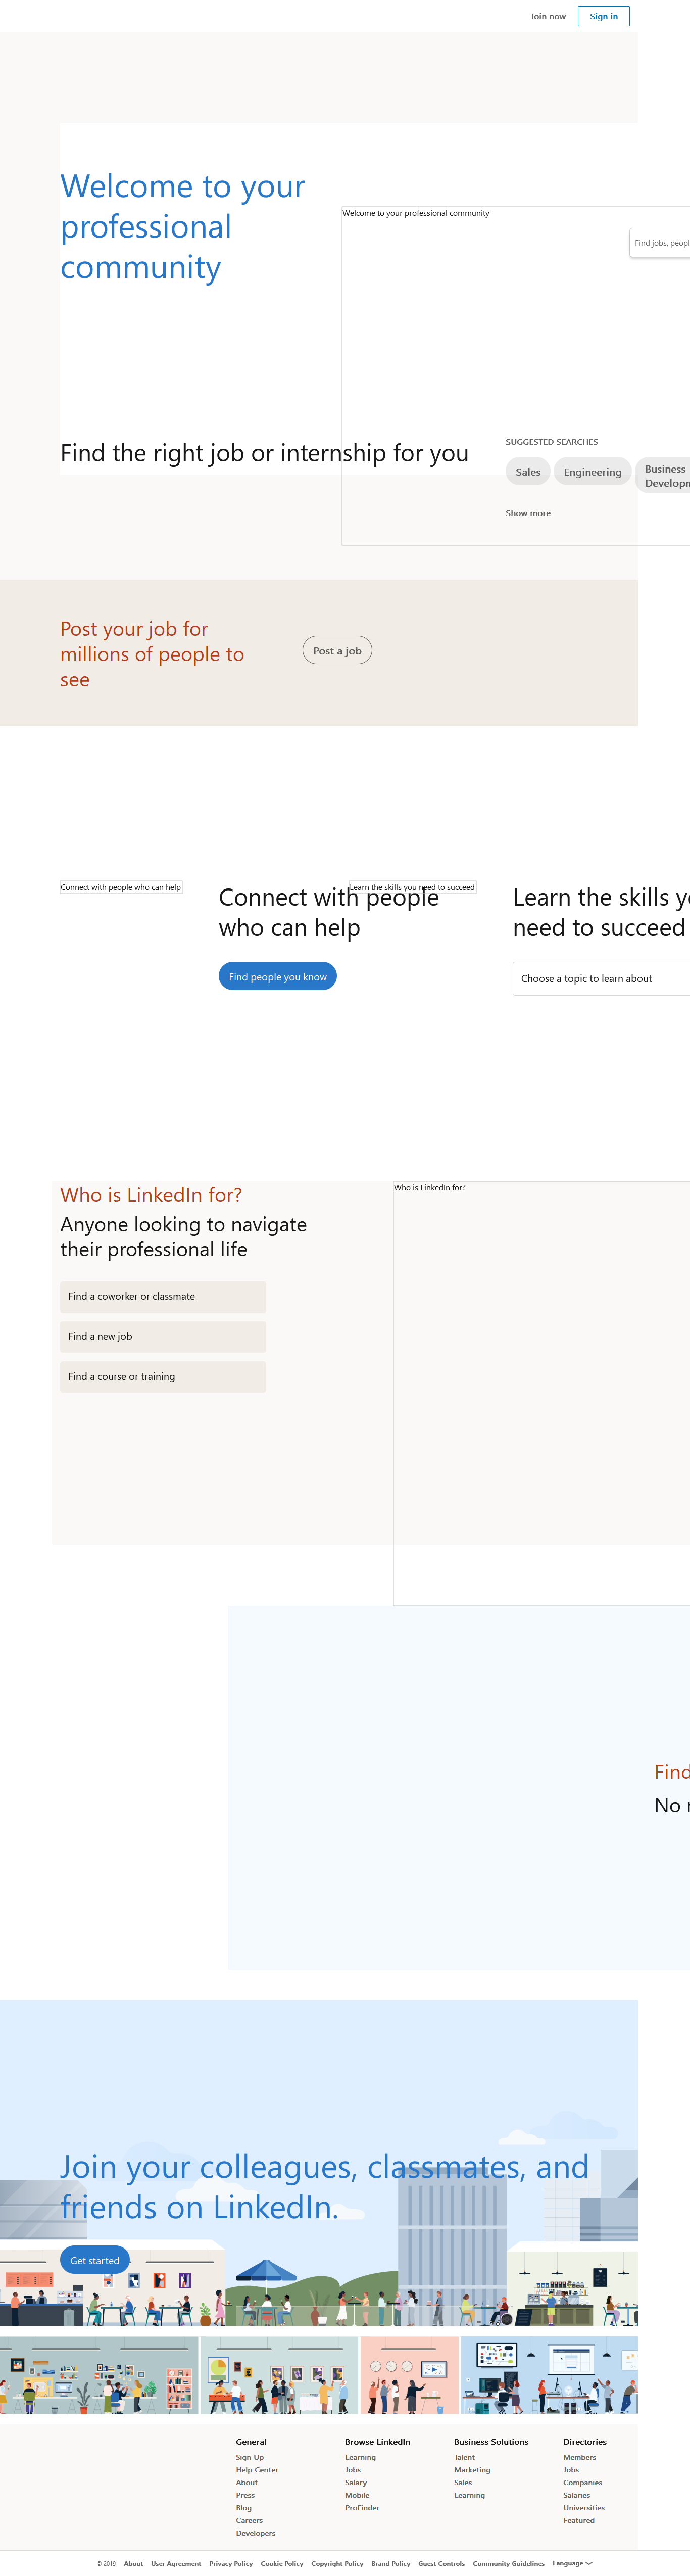 Join now
Sign in
Welcome to your
professional
community
Welcome to your professional community
Find jobs, peopl
Find the right job or internship for you
SUGGESTED SEARCHES
Sales
Engineering
Business
Developm
Show more
Post your job for
millions of people to
see
Post a job
Connect with people who can help
Connect with people
who can help
Find people you know
Learn the skills you need to succeed
Learn the skills yo
need to succeed
Choose a topic to learn about
Who is LinkedIn for?
Anyone looking to navigate
their professional life
Find a coworker or classmate
Find a new job
Find a course or training
Who is LinkedIn for?
Find
No
Join your colleagues, classmates, and
friends on LinkedIn.
Get started
General
Sign Up
Help Center
About
Press
Blog
Careers
Developers
Browse LinkedIn
Learning
Jobs
Salary
Mobile
ProFinder
Business Solutions
Talent
Marketing
Sales
Learning
Directories
Members
Jobs
Companies
Salaries
Universities
Featured
© 2019 About User Agreement Privacy Policy Cookie Policy Copyright Policy Brand Policy Guest Controls Community Guidelines Language